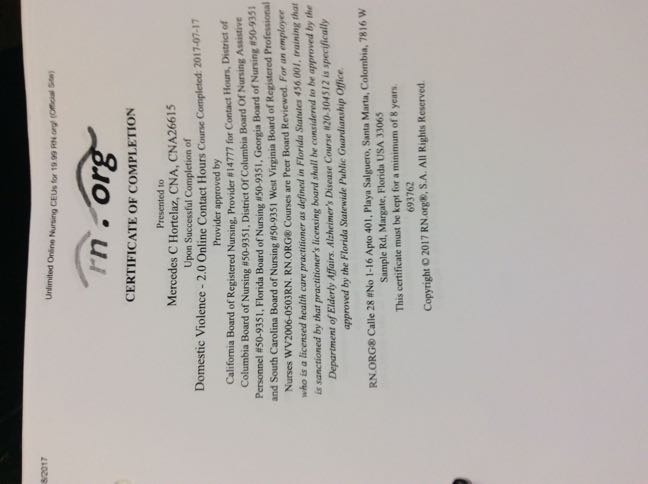 8/2017
Unlimited Online Nursing CEUs for 19.99 RN.org! (Official Site)
rn.org
CERTIFICATE OF COMPLETION
Presented to
Mercedes C Hortelaz, CNA, CNA26615
Upon Successful Completion of
Domestic Violence - 2.0 Online Contact Hours Course Completed: 2017-07-17
Provider approved by
California Board of Registered Nursing, Provider #14777 for Contact Hours, District of
Columbia Board of Nursing #50-9351, District Of Columbia Board Of Nursing Assistive
Personnel #50-9351, Florida Board of Nursing #50-9351, Georgia Board of Nursing #50-9351
and South Carolina Board of Nursing #50-9351 West Virginia Board of Registered Professional
Nurses WV2006-0503RN. RN.ORG® Courses are Peer Board Reviewed. For an employee
who is a licensed health care practitioner as defined in Florida Statutes 456.001, training that
is sanctioned by that practitioner's licensing board shall be considered to be approved by the
Department of Elderly Affairs. Alzheimer's Disease Course #20-304512 is specifically
approved by the Florida Statewide Public Guardianship Office.
RN.ORG® Calle 28 #No 1-16 Apto 401, Playa Salguero, Santa Marta, Colombia, 7816 W
Sample Rd, Margate, Florida USA 33065
This certificate must be kept for a minimum of 8 years.
693762
Copyright © 2017 RN.org®, S.A. All Rights Reserved.